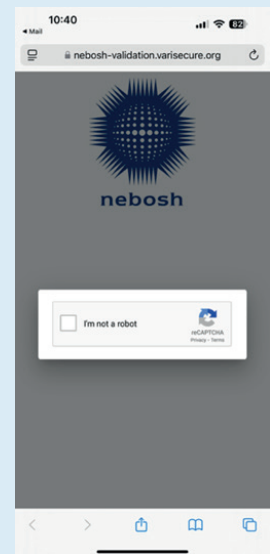 10:40
82
Mail
nebosh-validation.varisecure.org
nebosh
I'm not a robot
reCAPTCHA
Privacy - Terms